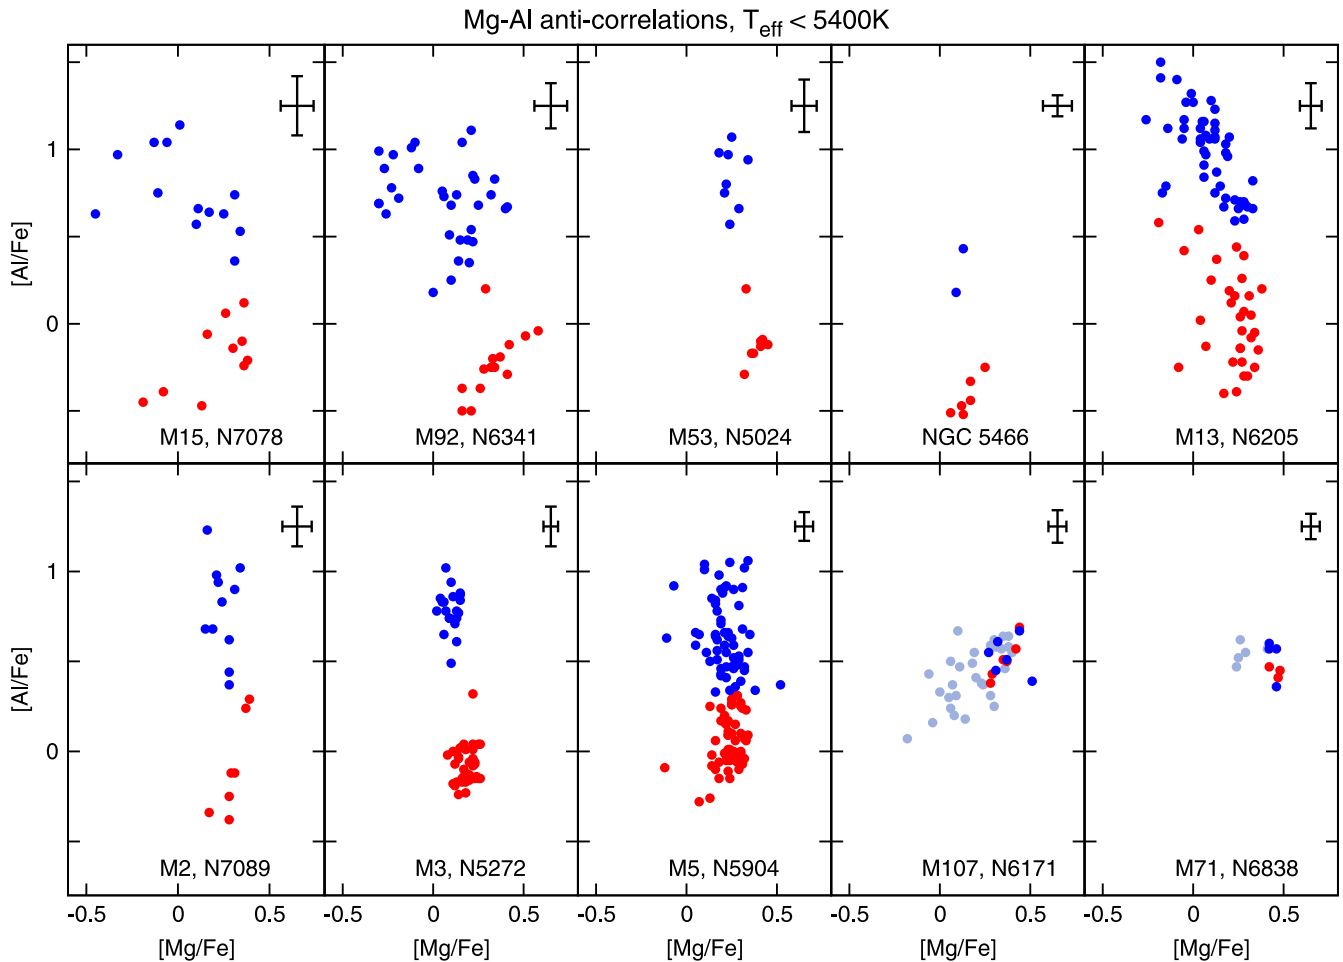 Mg-Al anti-correlations, Teff < 5400K
[Al/Fe]
1
0
M15, N7078
M92, N6341
M53, N5024
NGC 5466
M13, N6205
[Al/Fe]
1
0
M2, N7089
M3, N5272
M5, N5904
M107, N6171
M71, N6838
-0.5 0 0.5 -0.5 0 0.5 -0.5 0 0.5 -0.5 0 0.5 -0.5 0 0.5
[Mg/Fe] [Mg/Fe] [Mg/Fe] [Mg/Fe] [Mg/Fe]